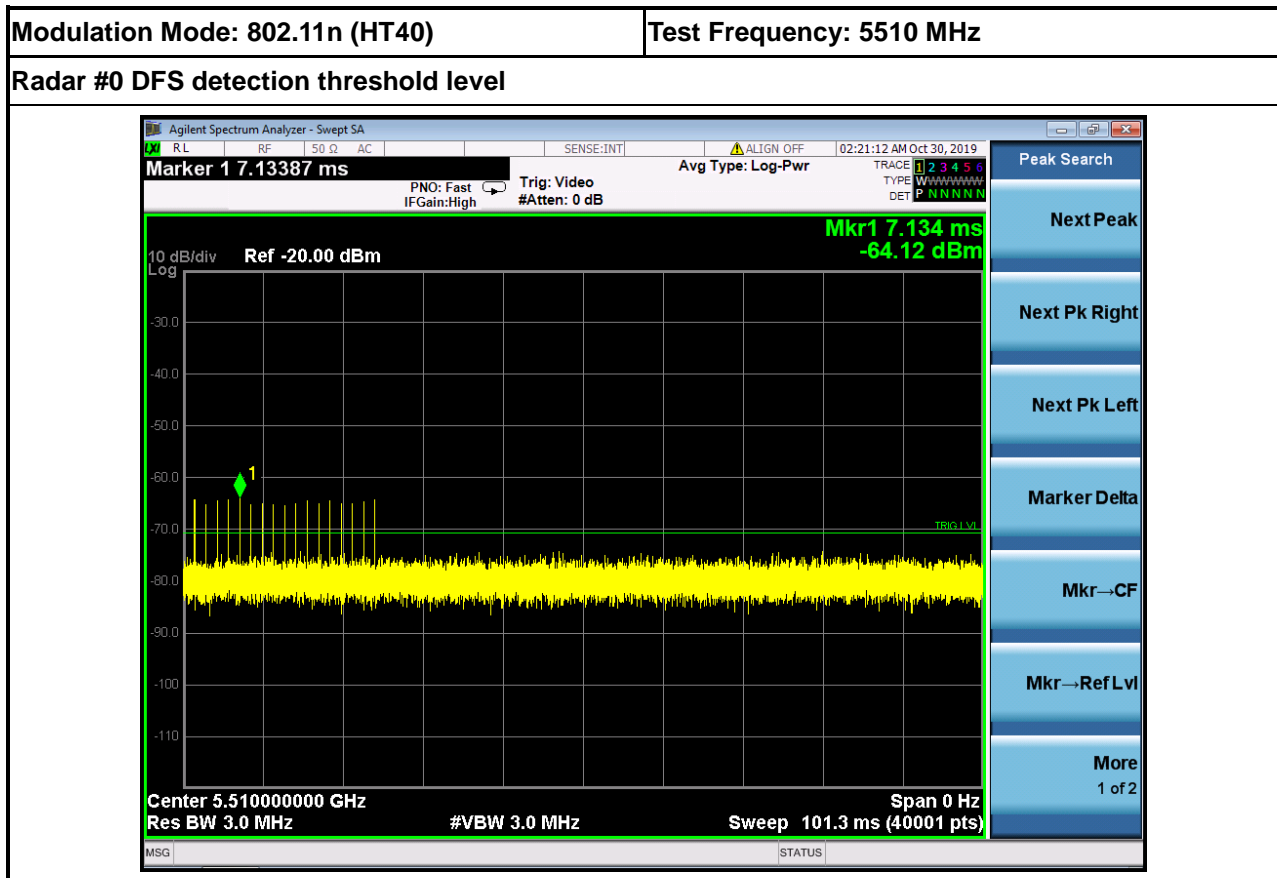 Modulation Mode: 802.11n (HT40) Test Frequency: 5510 MHz
Radar #0 DFS detection threshold level
Agilent Spectrum Analyzer - Swept SA
LXI RL RF 50 Ω AC SENSE:INT ALIGN OFF 02:21:12 AM Oct 30, 2019
Marker 1 7.13387 ms
PNO: Fast
IFGain:High
Trig: Video
#Atten: 0 dB
Avg Type: Log-Pwr
TRACE 1 2 3 4 5 6
TYPE WWWWWW
DET P N N N N N
Peak Search
Mkr1 7.134 ms
-64.12 dBm
10 dB/div
Log
Ref -20.00 dBm
-30.0
-40.0
-50.0
-60.0
-70.0
-80.0
-90.0
-100
-110
1
TRIG LVL
Center 5.510000000 GHz
Span 0 Hz
Res BW 3.0 MHz
#VBW 3.0 MHz
Sweep 101.3 ms (40001 pts)
Next Peak
Next Pk Right
Next Pk Left
Marker Delta
Mkr→CF
Mkr→Ref Lvl
More
1 of 2
MSG
STATUS